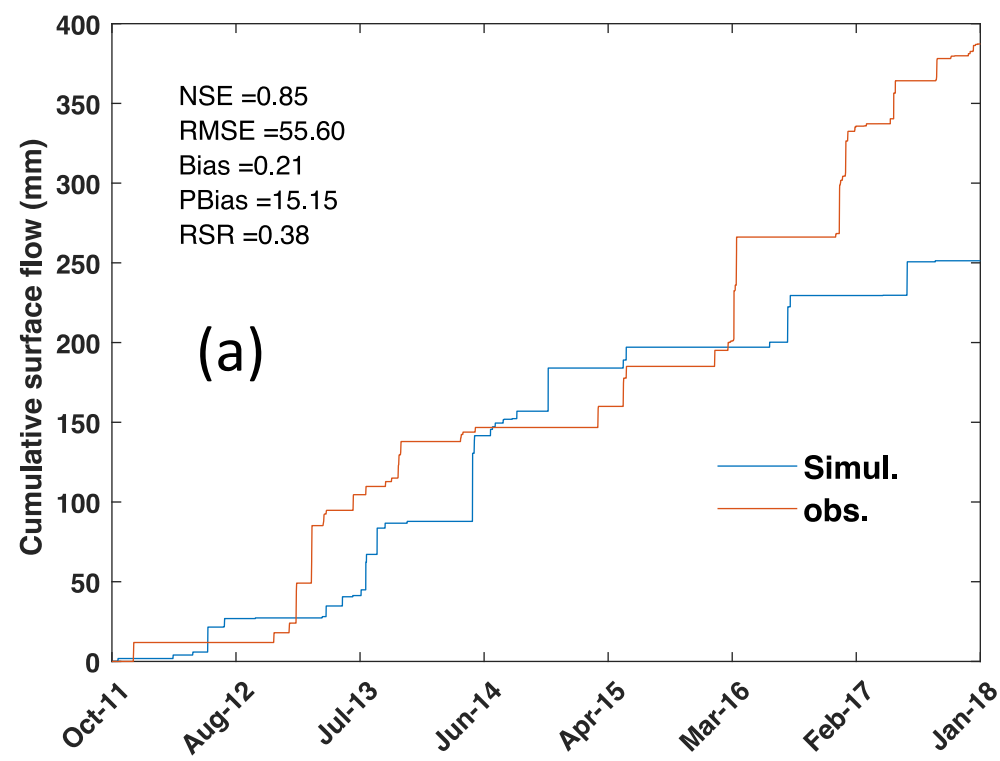 400
350
300
250
200
150
100
50
0
Cumulative surface flow (mm)
NSE =0.85
RMSE =55.60
Bias =0.21
PBias =15.15
RSR =0.38
(a)
Simul.
obs.
Oct-11
Aug-12
Jul-13
Jun-14
Apr-15
Mar-16
Feb-17
Jan-18